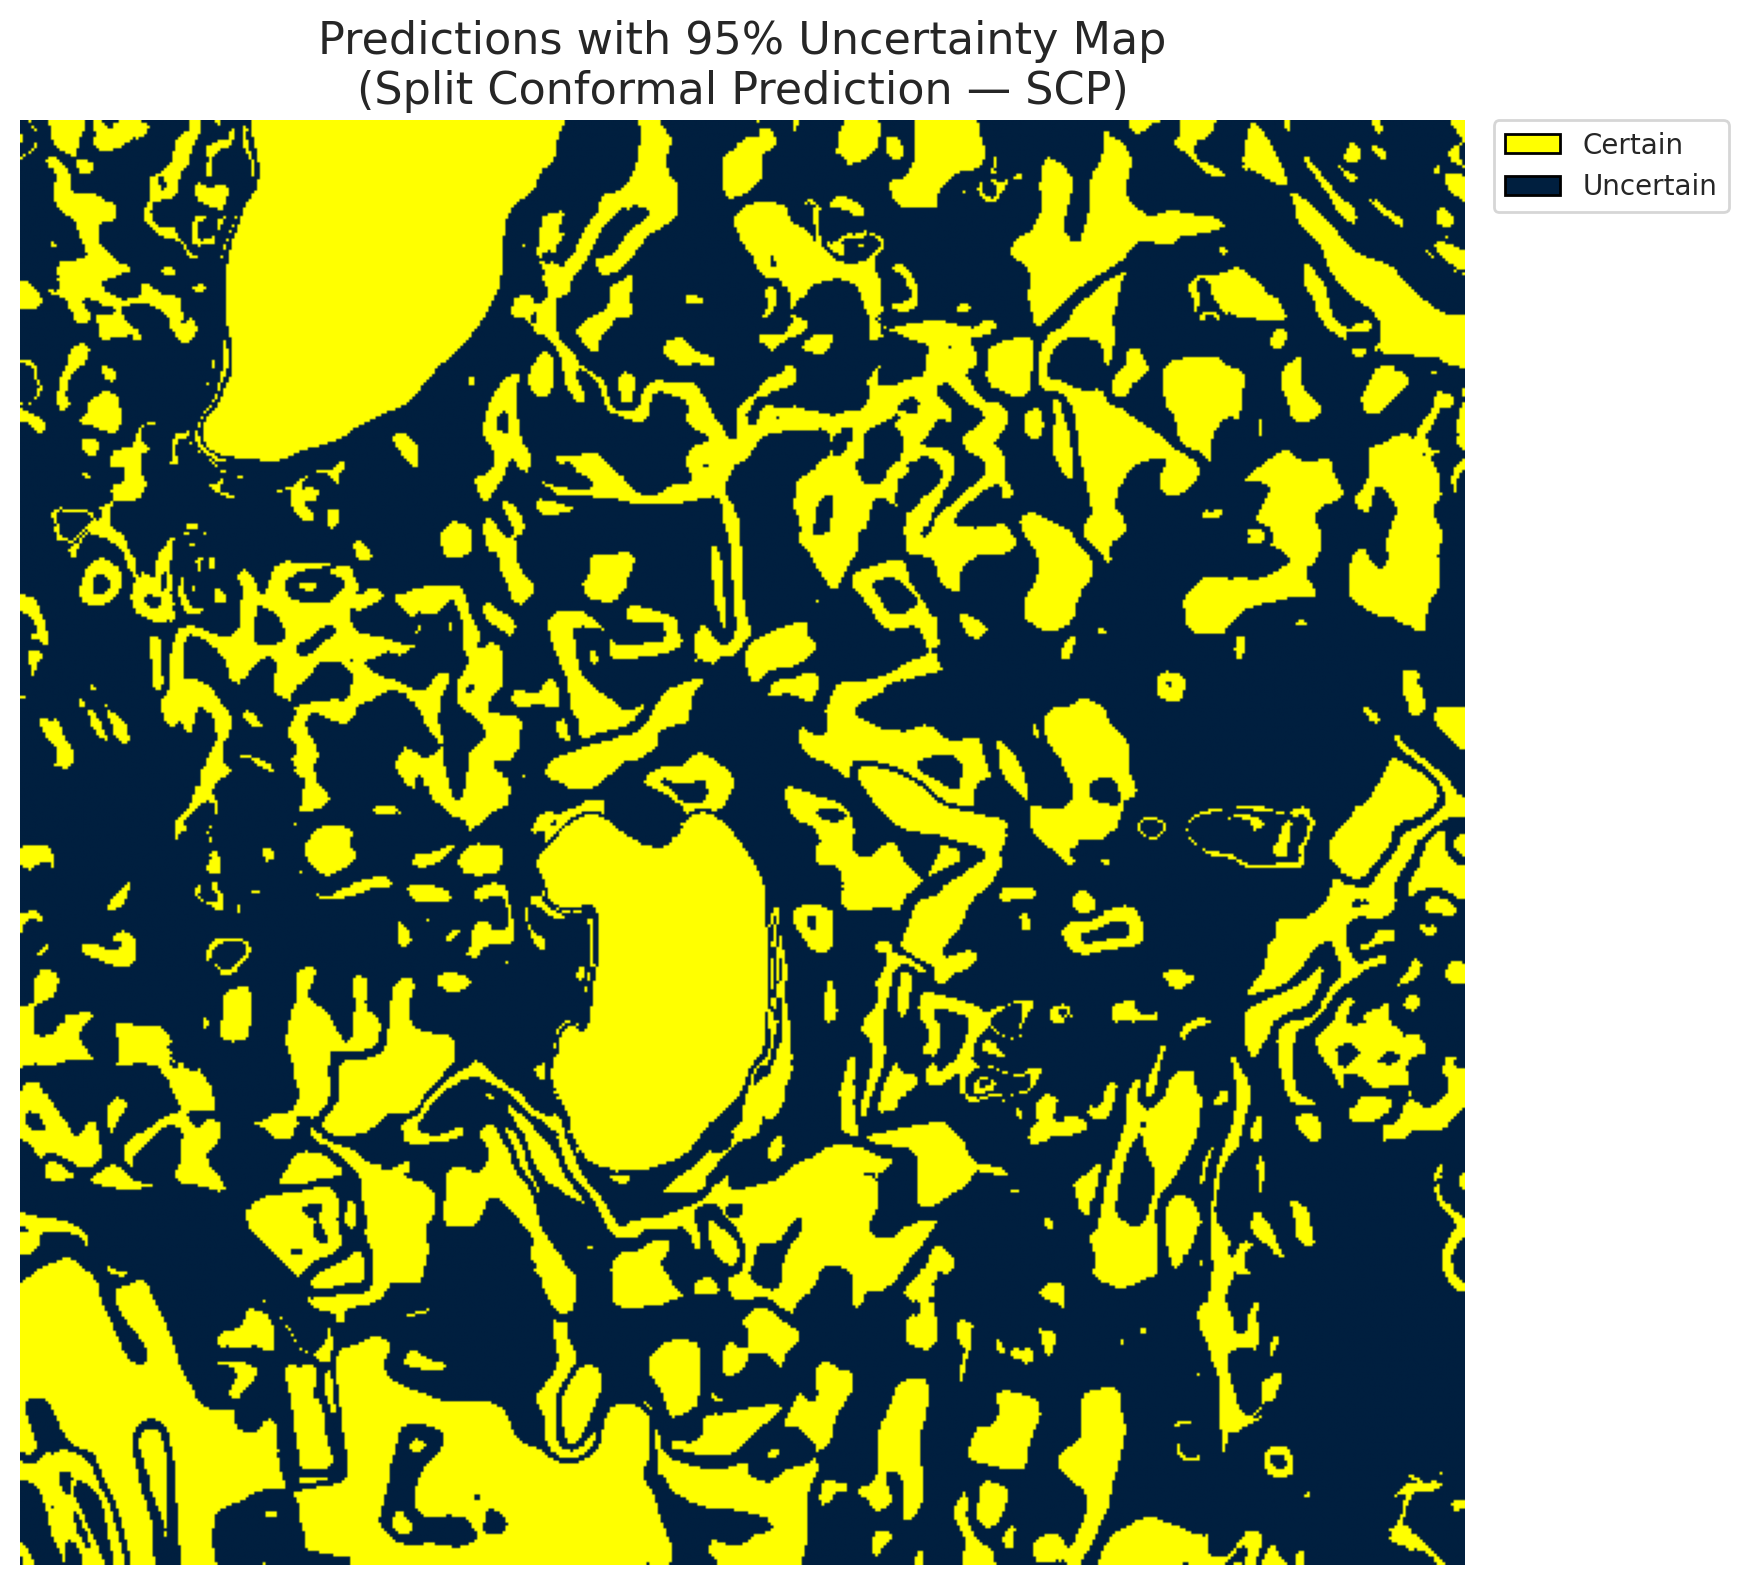 Predictions with 95% Uncertainty Map
(Split Conformal Prediction — SCP)
Certain
Uncertain